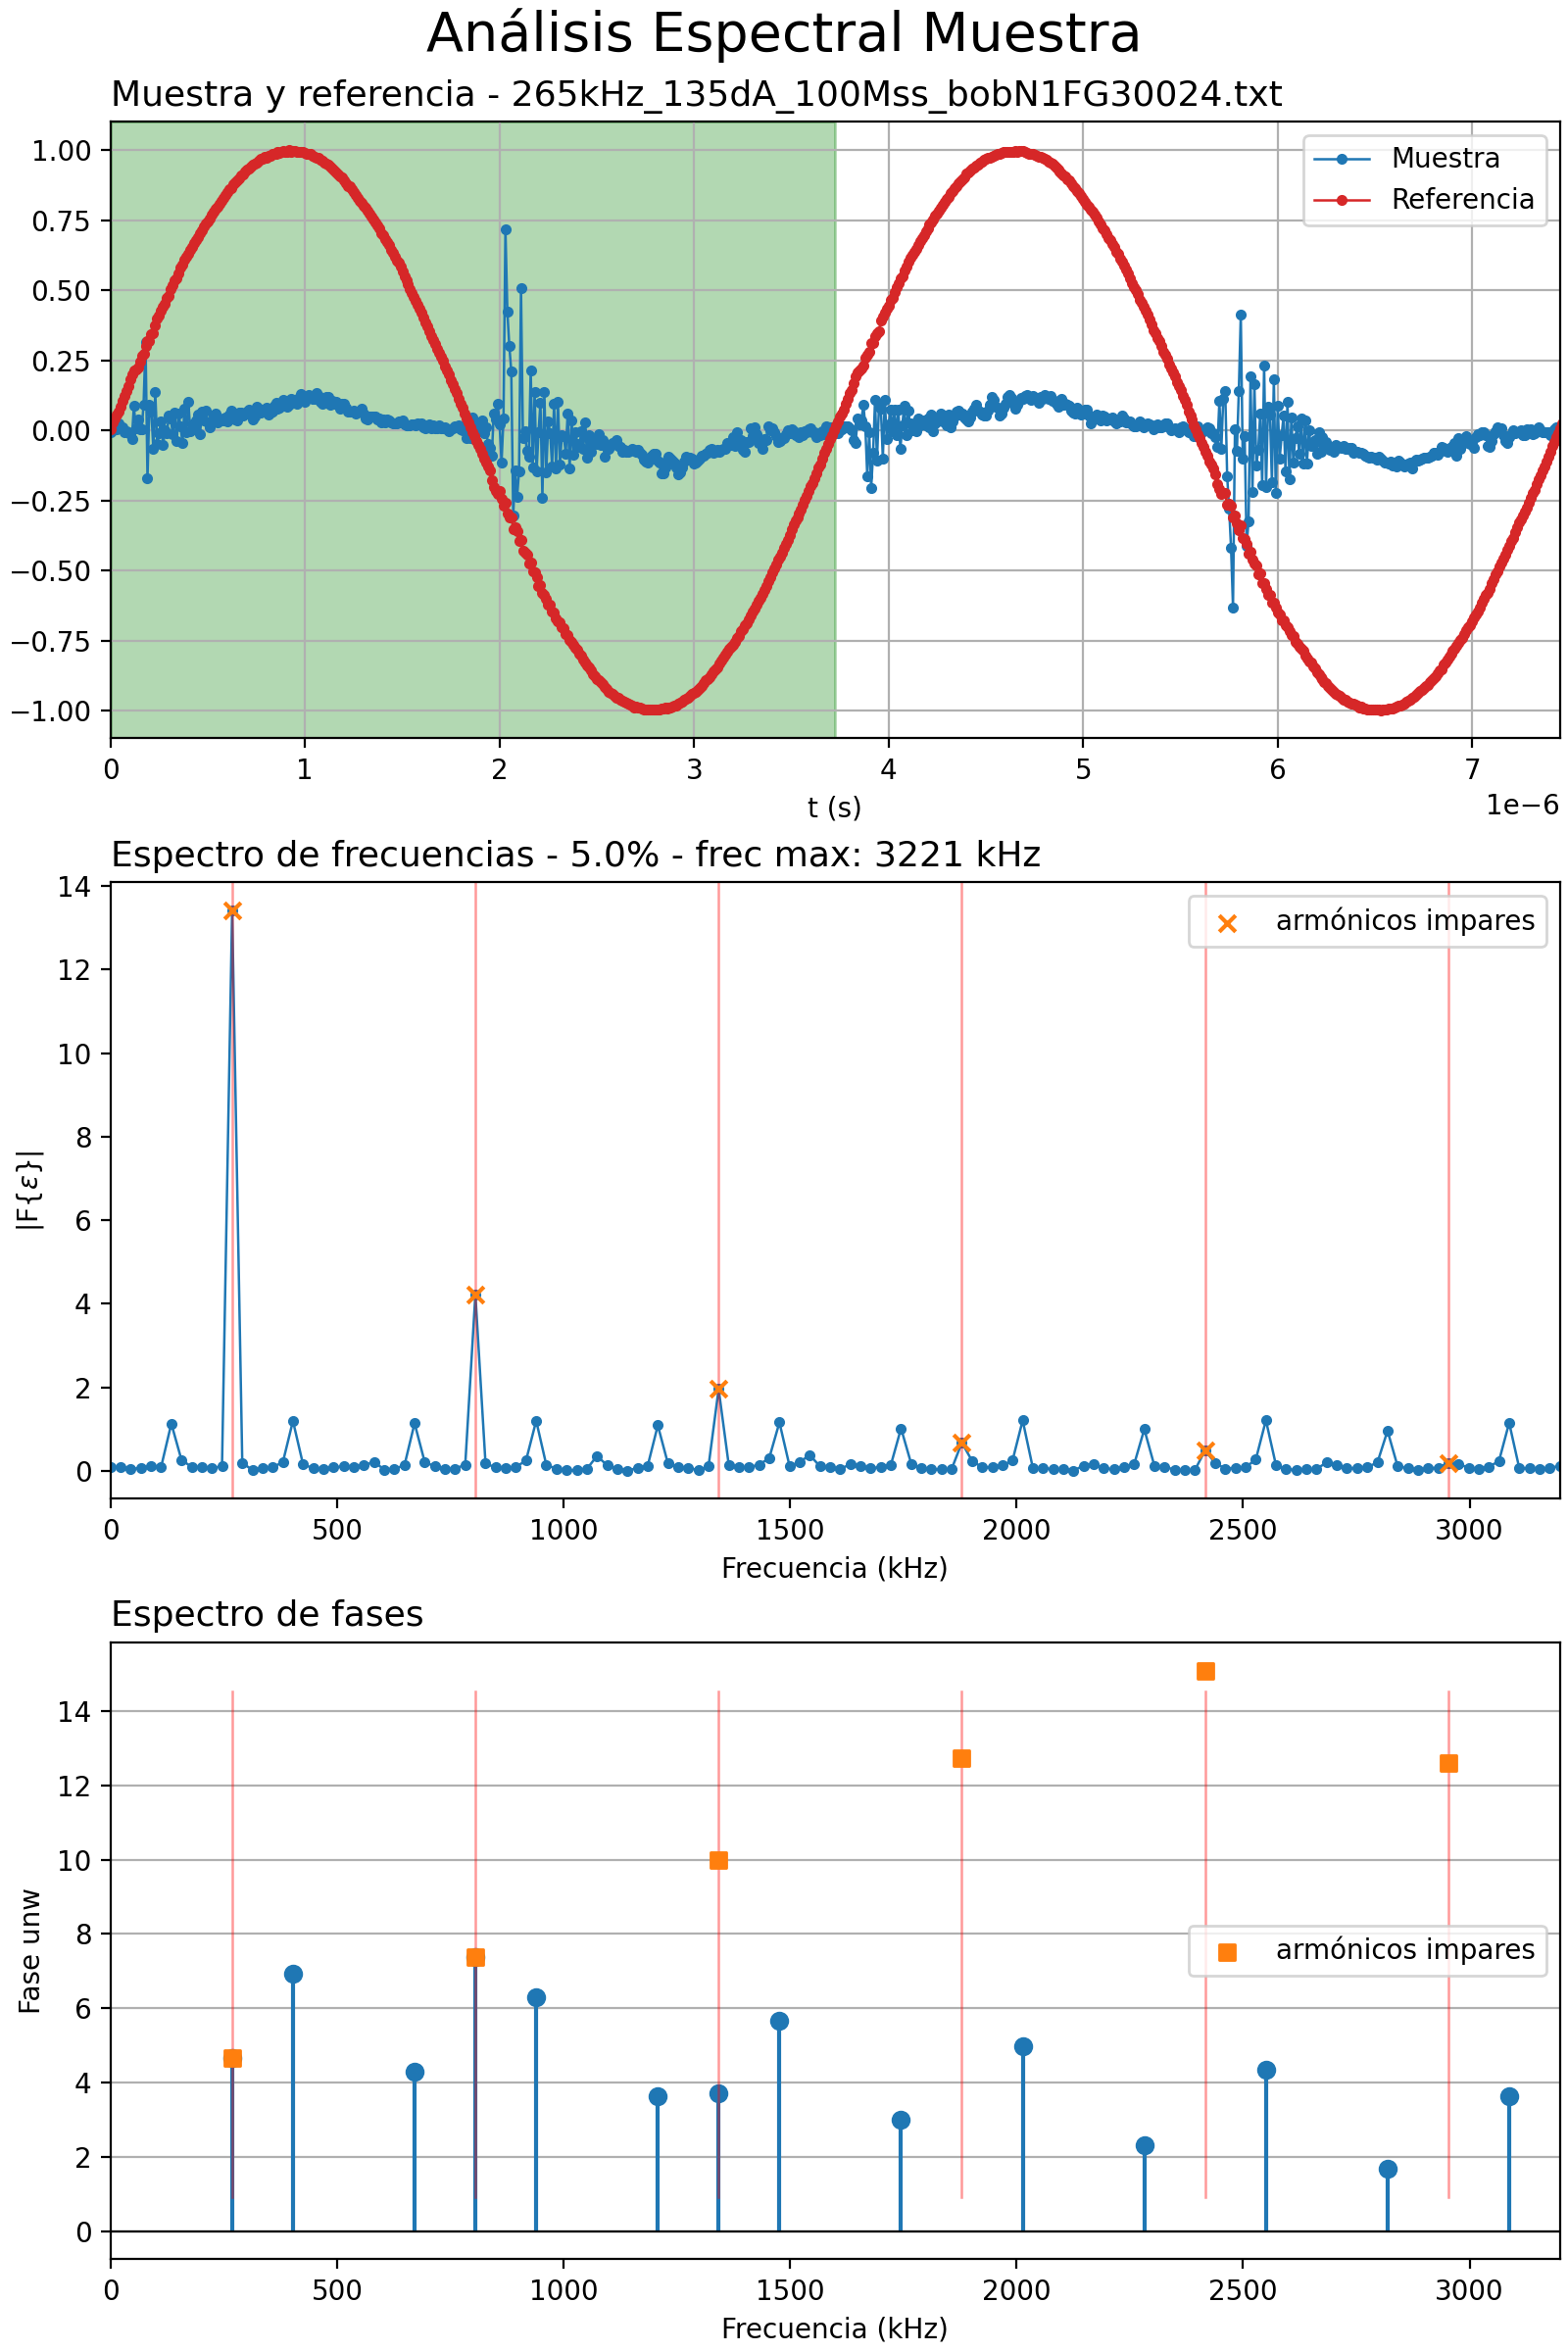 Análisis Espectral Muestra
Muestra y referencia - 265kHz_135dA_100Mss_bobN1FG30024.txt
Muestra
Referencia
1.00
0.75
0.50
0.25
0.00
−0.25
−0.50
−0.75
−1.00
0 1 2 3 4 5 6 7
t (s)
1e−6
Espectro de frecuencias - 5.0% - frec max: 3221 kHz
armónicos impares
14
12
10
8
6
4
2
0
|F{ε}|
0 500 1000 1500 2000 2500 3000
Frecuencia (kHz)
Espectro de fases
14
12
10
8
6
4
2
0
Fase unw
armónicos impares
0 500 1000 1500 2000 2500 3000
Frecuencia (kHz)